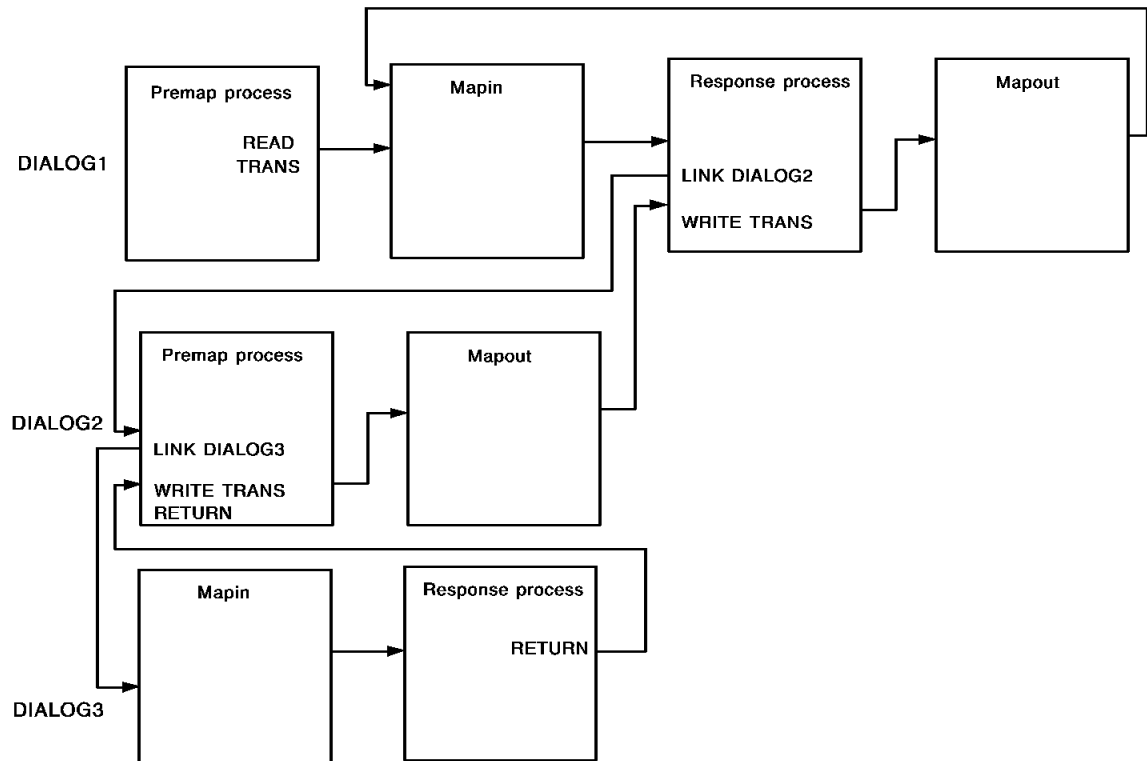 DIALOG1
Premap process
READ
TRANS
Mapin
Response process
LINK DIALOG2
WRITE TRANS
Mapout
DIALOG2
Premap process
LINK DIALOG3
WRITE TRANS
RETURN
Mapout
DIALOG3
Mapin
Response process
RETURN